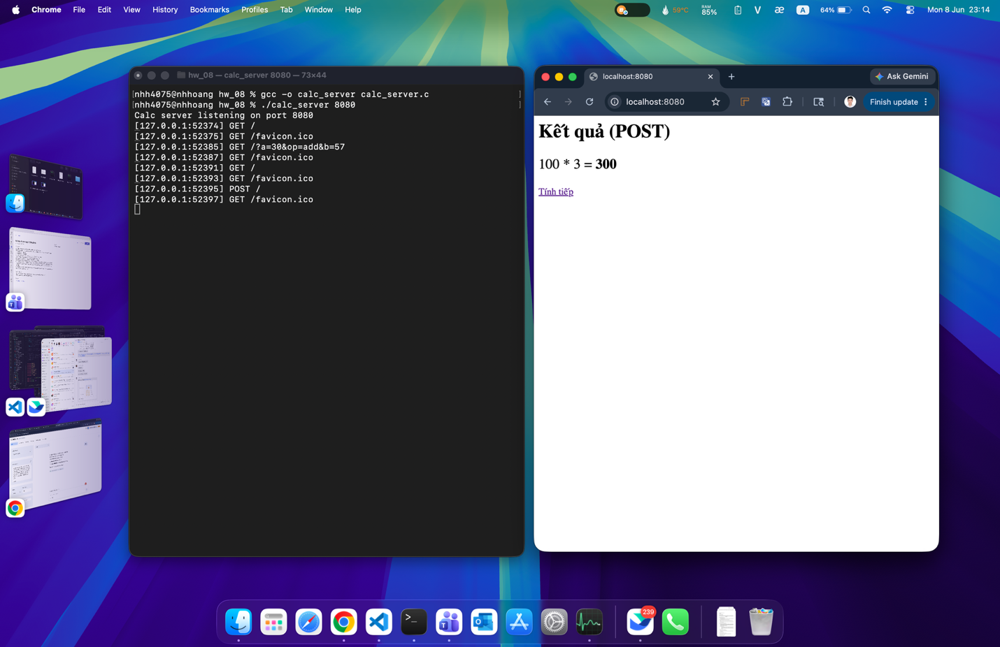 Chrome File Edit View History Bookmarks Profiles Tab Window Help
59°C RAM 85% V æ A 64% Mon 8 Jun 23:14
hw_08 — calc_server 8080 — 73×44
[nhh4075@nhhoang hw_08 % gcc -o calc_server calc_server.c ]
[nhh4075@nhhoang hw_08 % ./calc_server 8080 ]
Calc server listening on port 8080
[127.0.0.1:52374] GET /
[127.0.0.1:52375] GET /favicon.ico
[127.0.0.1:52385] GET /?a=30&op=add&b=57
[127.0.0.1:52387] GET /favicon.ico
[127.0.0.1:52391] GET /
[127.0.0.1:52393] GET /favicon.ico
[127.0.0.1:52395] POST /
[127.0.0.1:52397] GET /favicon.ico
localhost:8080
Ask Gemini
localhost:8080
Finish update
Kết quả (POST)
100 * 3 = 300
Tính tiếp
239